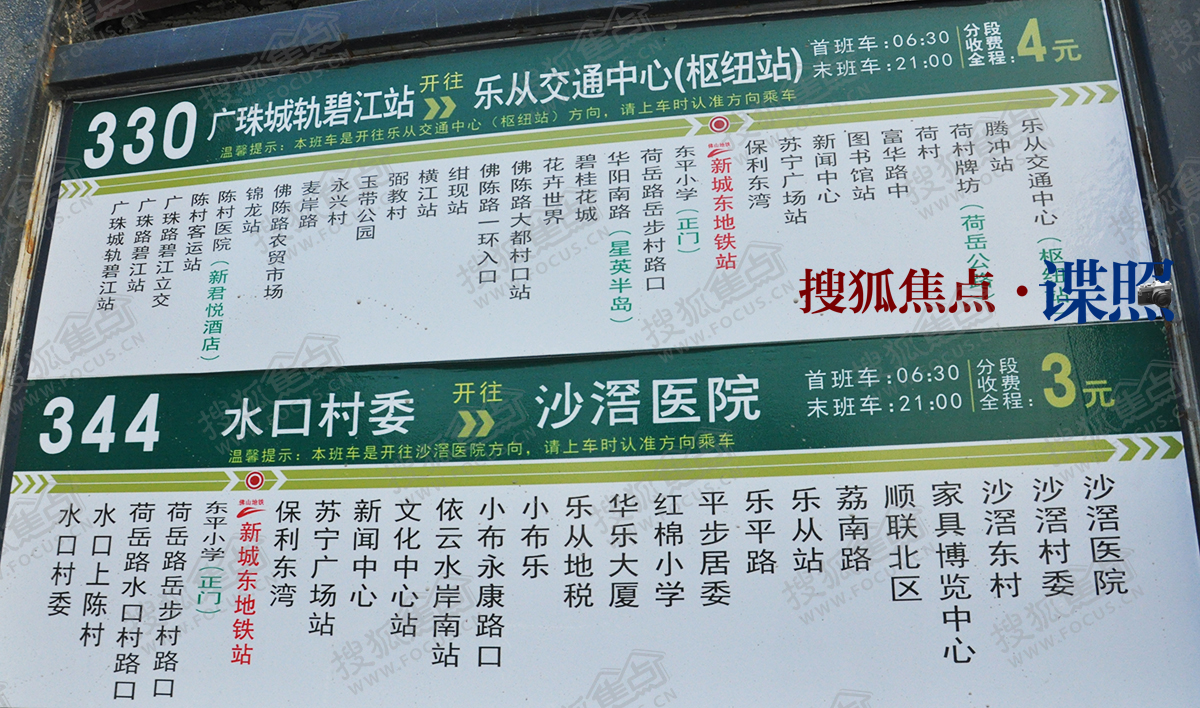 330
广珠城轨碧江站
开往
乐从交通中心(枢纽站)
首班车:06:30
末班车:21:00
分段收费
全程:
4元
温馨提示:本班车是开往乐从交通中心(枢纽站)方向,请上车时认准方向乘车
广珠城轨碧江站
广珠路碧江站
广珠路碧江立交
陈村客运站
陈村医院(新君悦酒店)
锦龙站
佛陈路农贸市场
麦岸路
永兴村
玉带公园
弼教村
横江站
绀现站
佛陈路一环入口
佛陈路大都村口站
花卉世界
碧桂花城
华阳南路(星英半岛)
荷岳路岳步村路口
东平小学(正门)
佛山地铁
新城东地铁站
保利东湾
苏宁广场站
新闻中心
图书馆站
富华路中
荷村
荷村牌坊(荷岳公
腾冲站
乐从交通中心(枢纽站
搜狐焦点·谍照
344
水口村委
开往
沙滘医院
首班车:06:30
末班车:21:00
分段收费
全程:
3元
温馨提示:本班车是开往沙滘医院方向,请上车时认准方向乘车
水口村委
水口上陈村
荷岳路水口村路口
荷岳路岳步村路口
东平小学(正门)
佛山地铁
新城东地铁站
保利东湾
苏宁广场站
新闻中心
文化中心站
依云水岸南站
小布永康路口
小布乐
乐从地税
华乐大厦
红棉小学
平步居委
乐平路
乐从站
荔南路
顺联北区
家具博览中心
沙滘东村
沙滘村委
沙滘医院
搜狐焦点
WWW.FOCUS.CN